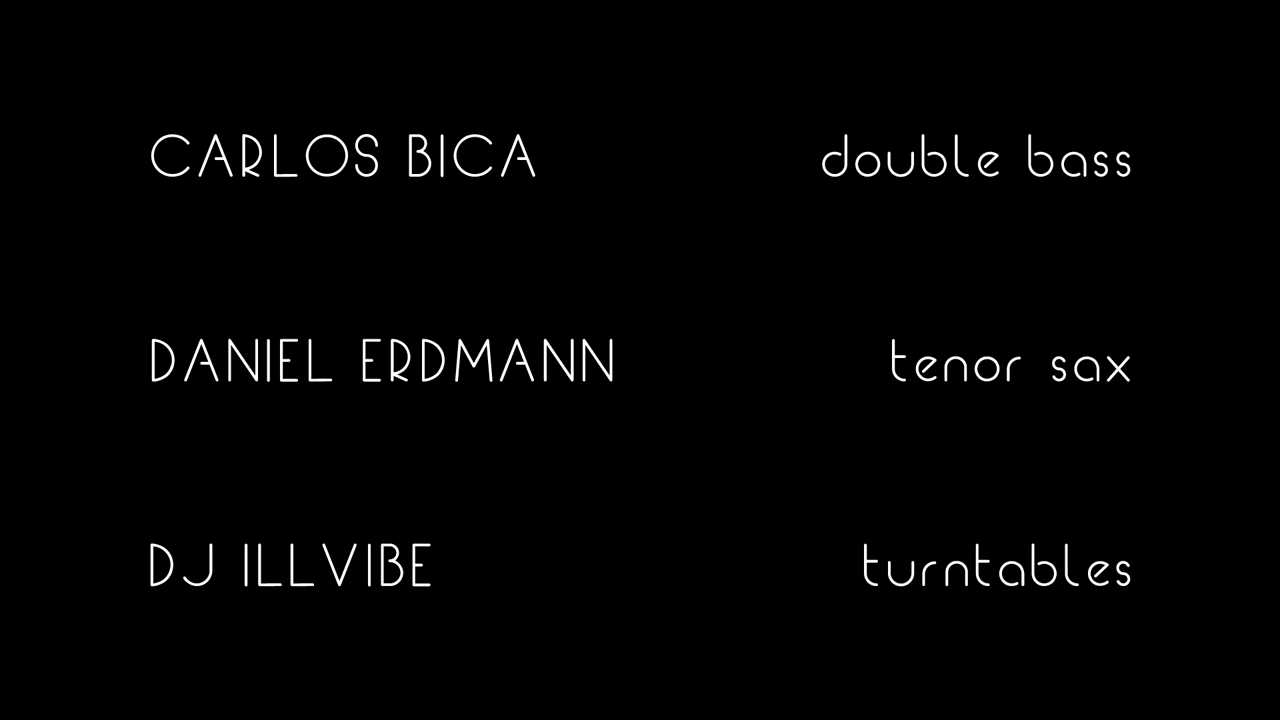 CARLOS BICA double bass
DANIEL ERDMANN tenor sax
DJ ILLVIBE turntables